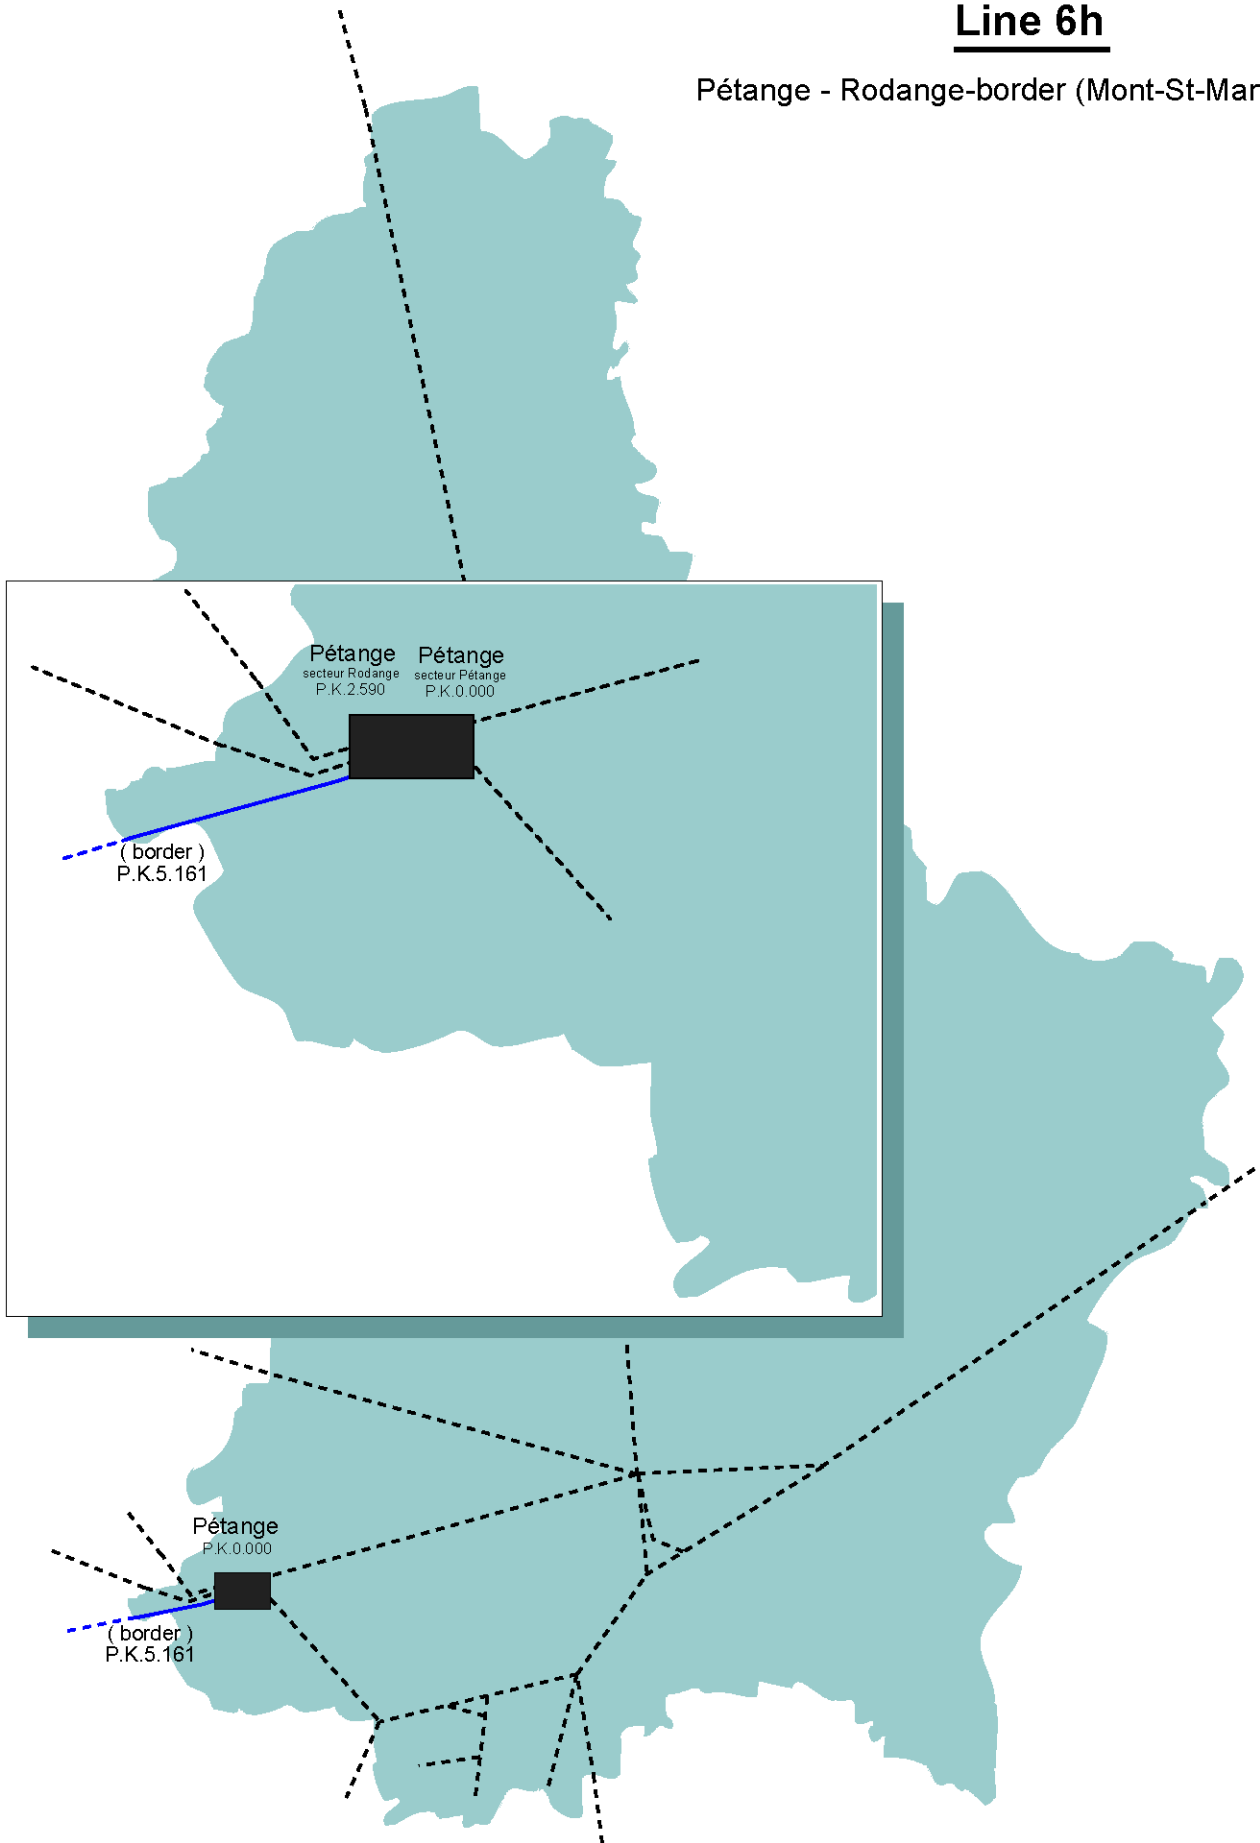 Line 6h
Pétange - Rodange-border (Mont-St-Mar
Pétange
secteur Rodange
P.K.2.590
Pétange
secteur Pétange
P.K.0.000
( border )
P.K.5.161
Pétange
P.K.0.000
( border )
P.K.5.161